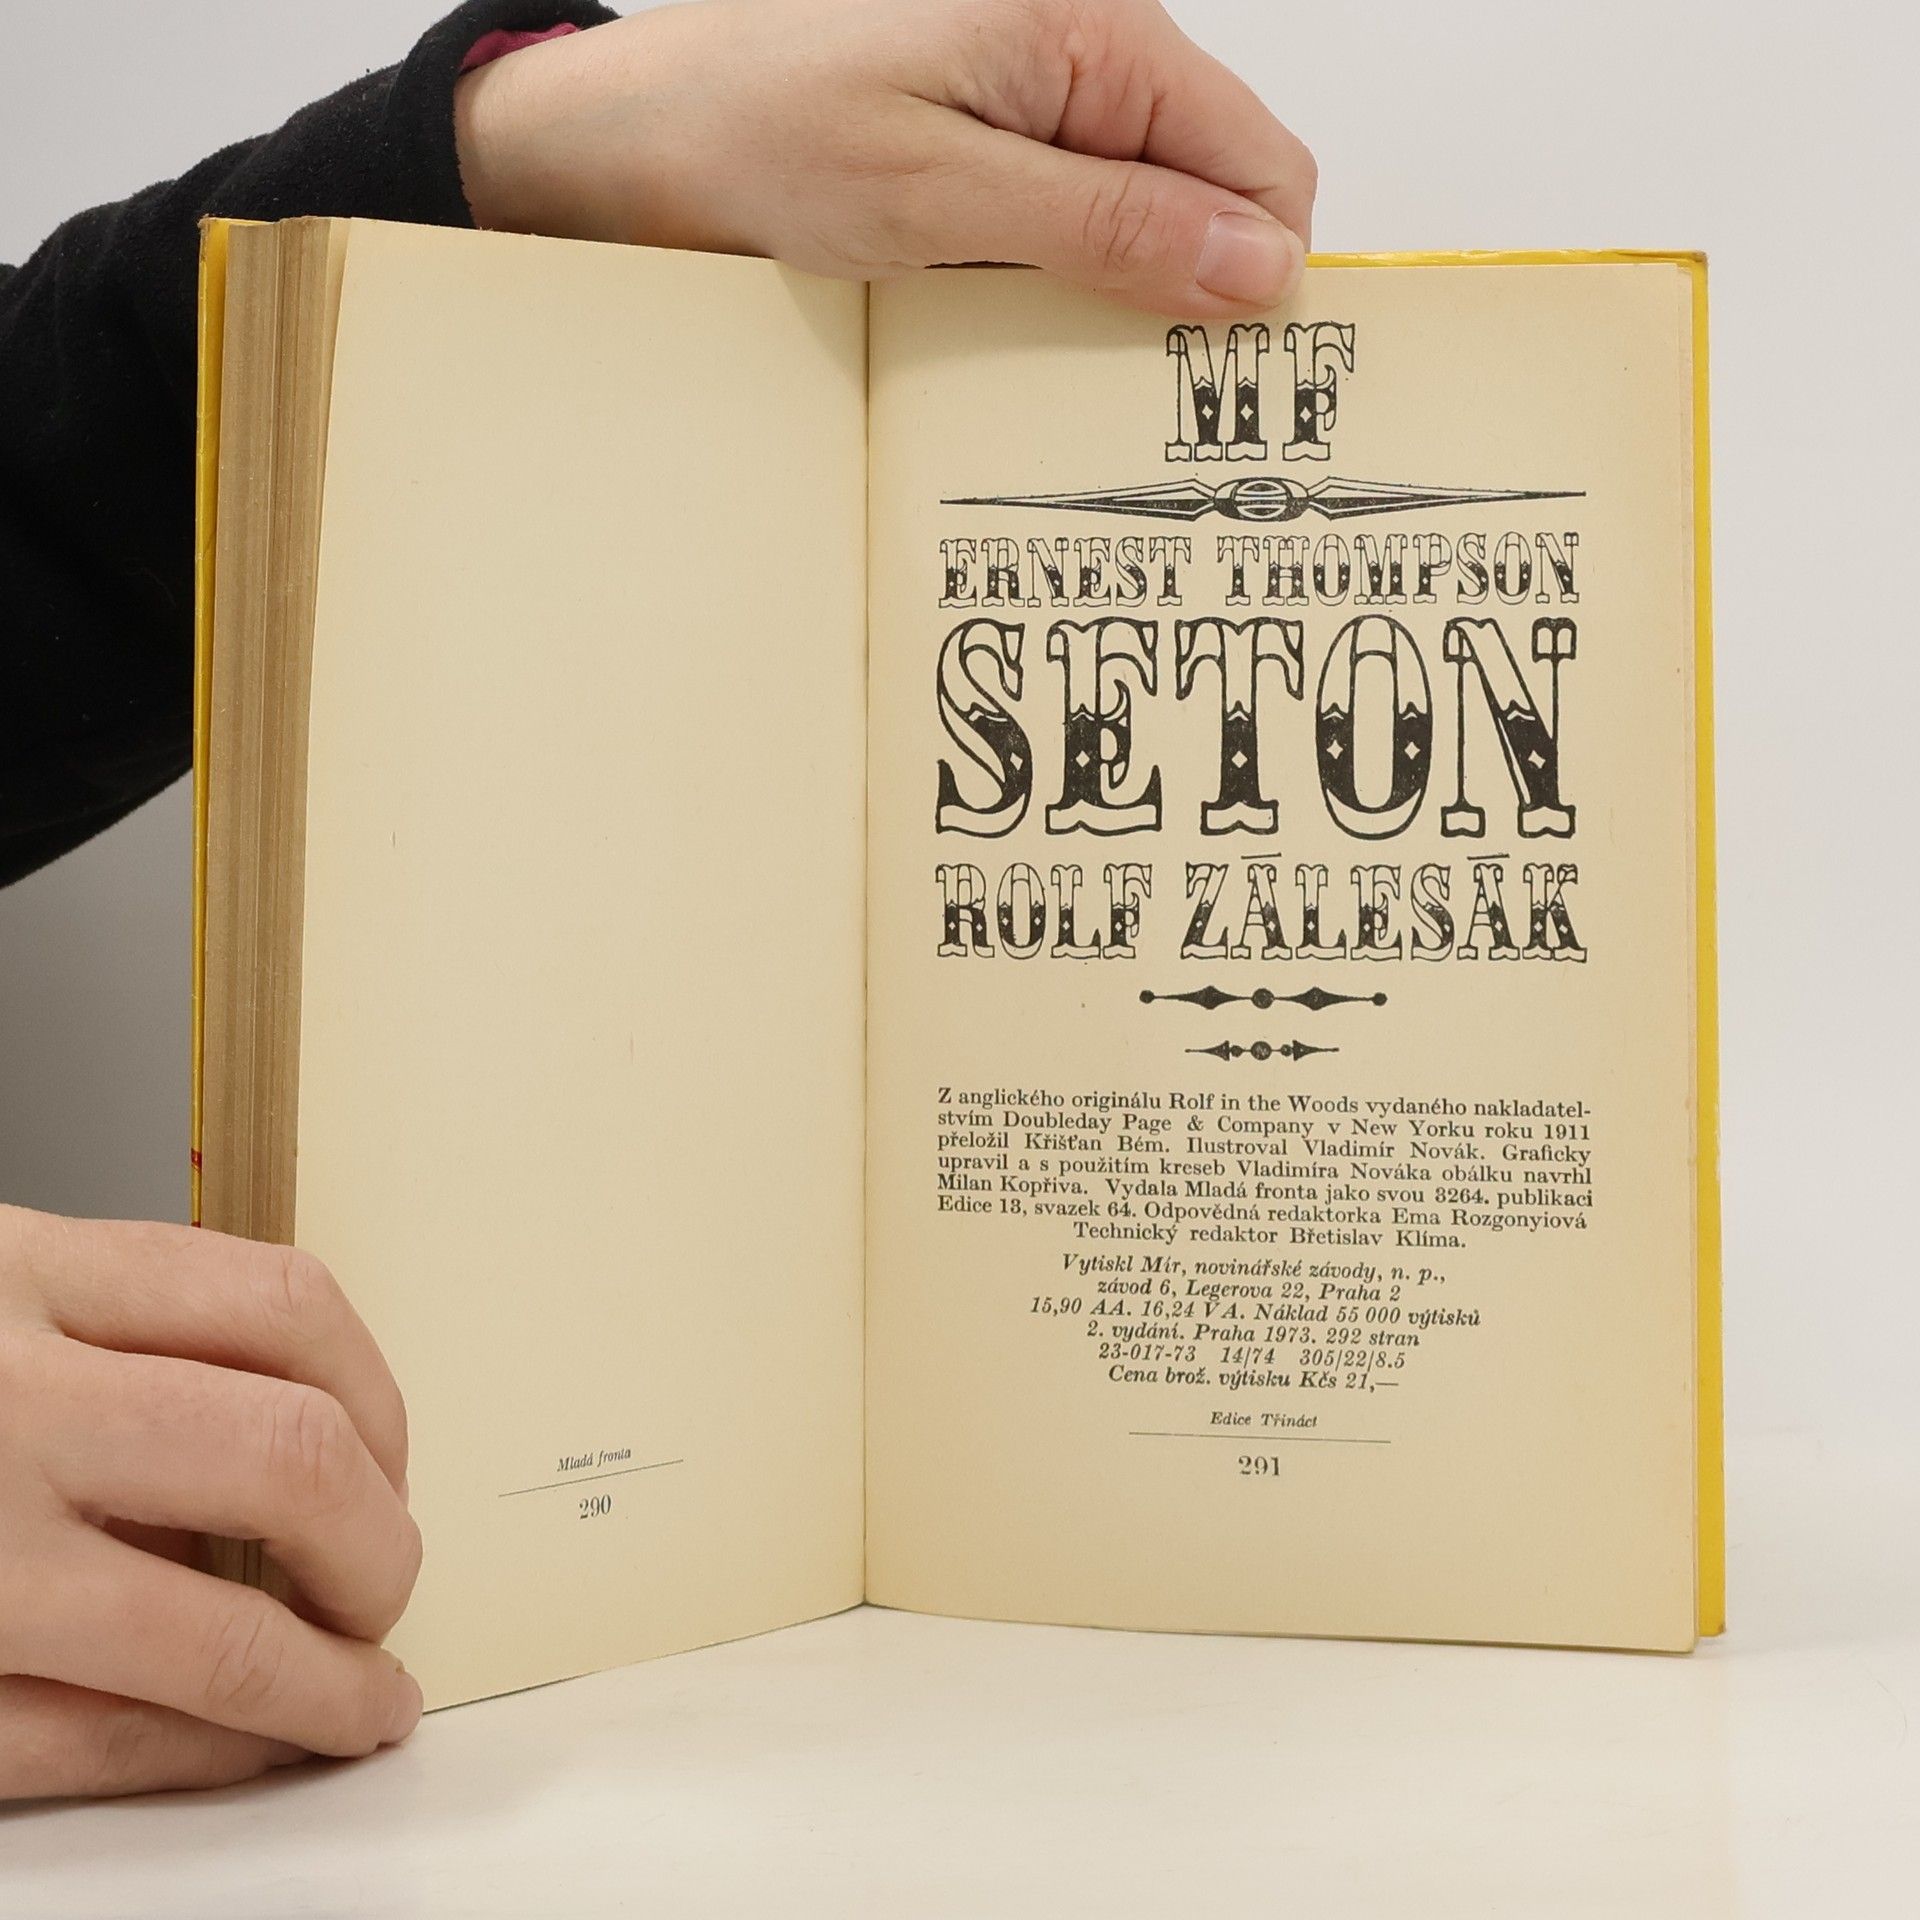 Mladá fronta
290
MF
ERNEST THOMPSON
SETON
ROLF ZÁLESÁK
Z anglického originálu Rolf in the Woods vydaného nakladatel-
stvím Doubleday Page & Company v New Yorku roku 1911
přeložil Křišťan Bém. Ilustroval Vladimír Novák. Graficky
upravil a s použitím kreseb Vladimíra Nováka obálku navrhl
Milan Kopřiva. Vydala Mladá fronta jako svou 3264. publikaci
Edice 13, svazek 64. Odpovědná redaktorka Ema Rozgonyiová
Technický redaktor Břetislav Klíma.
Vytiskl Mír, novinářské závody, n. p.,
závod 6, Legerova 22, Praha 2
15,90 AA. 16,24 VA. Náklad 55 000 výtisků
2. vydání. Praha 1973. 292 stran
23-017-73 14/74 305/22/8.5
Cena brož. výtisku Kčs 21,—
Edice Třináct
291